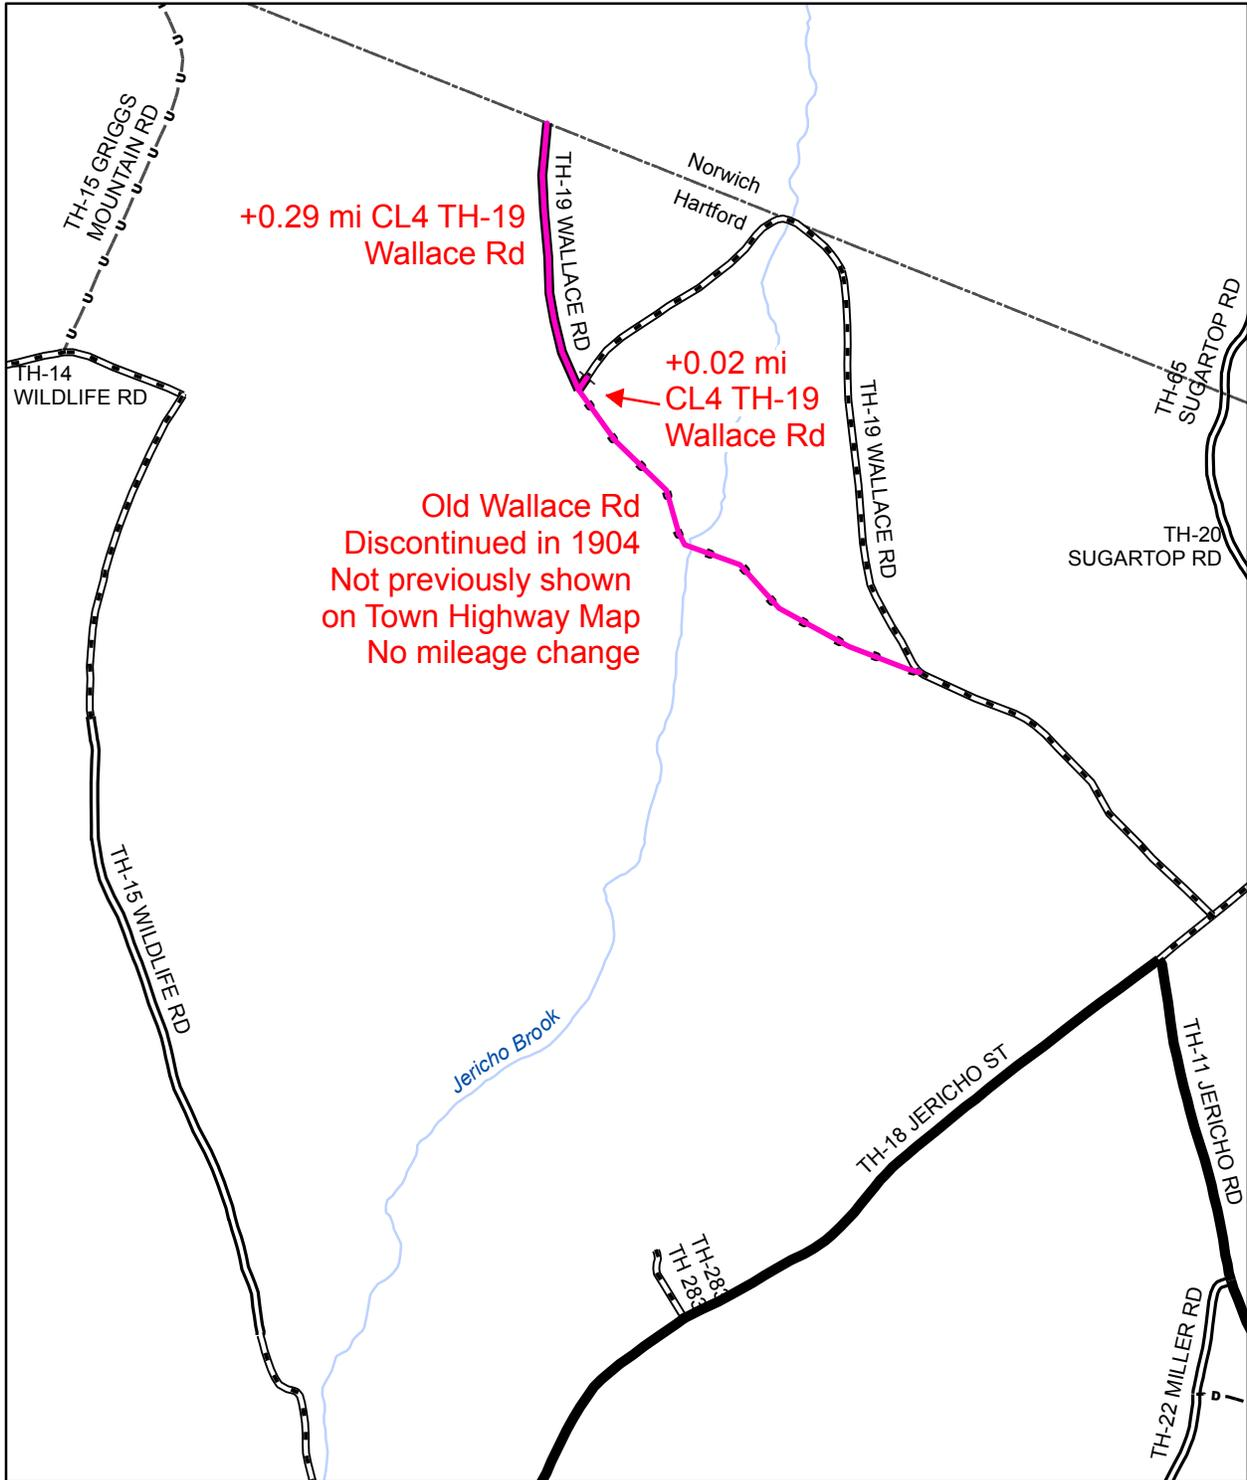 TH-15 GRIGGS
MOUNTAIN RD
Norwich
Hartford
TH-19 WALLACE RD
+0.29 mi CL4 TH-19
Wallace Rd
TH-65
SUGARTOP RD
TH-14
WILDLIFE RD
+0.02 mi
CL4 TH-19
Wallace Rd
TH-19 WALLACE RD
Old Wallace Rd
Discontinued in 1904
Not previously shown
on Town Highway Map
No mileage change
TH-20
SUGARTOP RD
TH-15 WILDLIFE RD
Jericho Brook
TH-18 JERICHO ST
TH-11 JERICHO RD
TH-283
TH 283
TH-22 MILLER RD
D